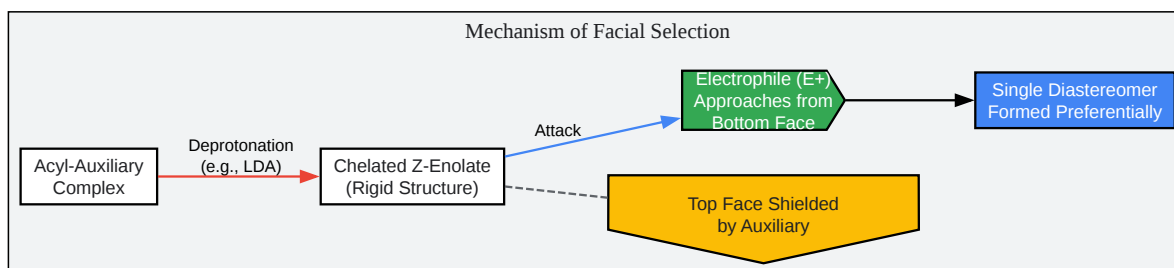 Mechanism of Facial Selection
Acyl-Auxiliary
Complex
Deprotonation
(e.g., LDA)
Chelated Z-Enolate
(Rigid Structure)
Attack
Electrophile (E+)
Approaches from
Bottom Face
Single Diastereomer
Formed Preferentially
Top Face Shielded
by Auxiliary